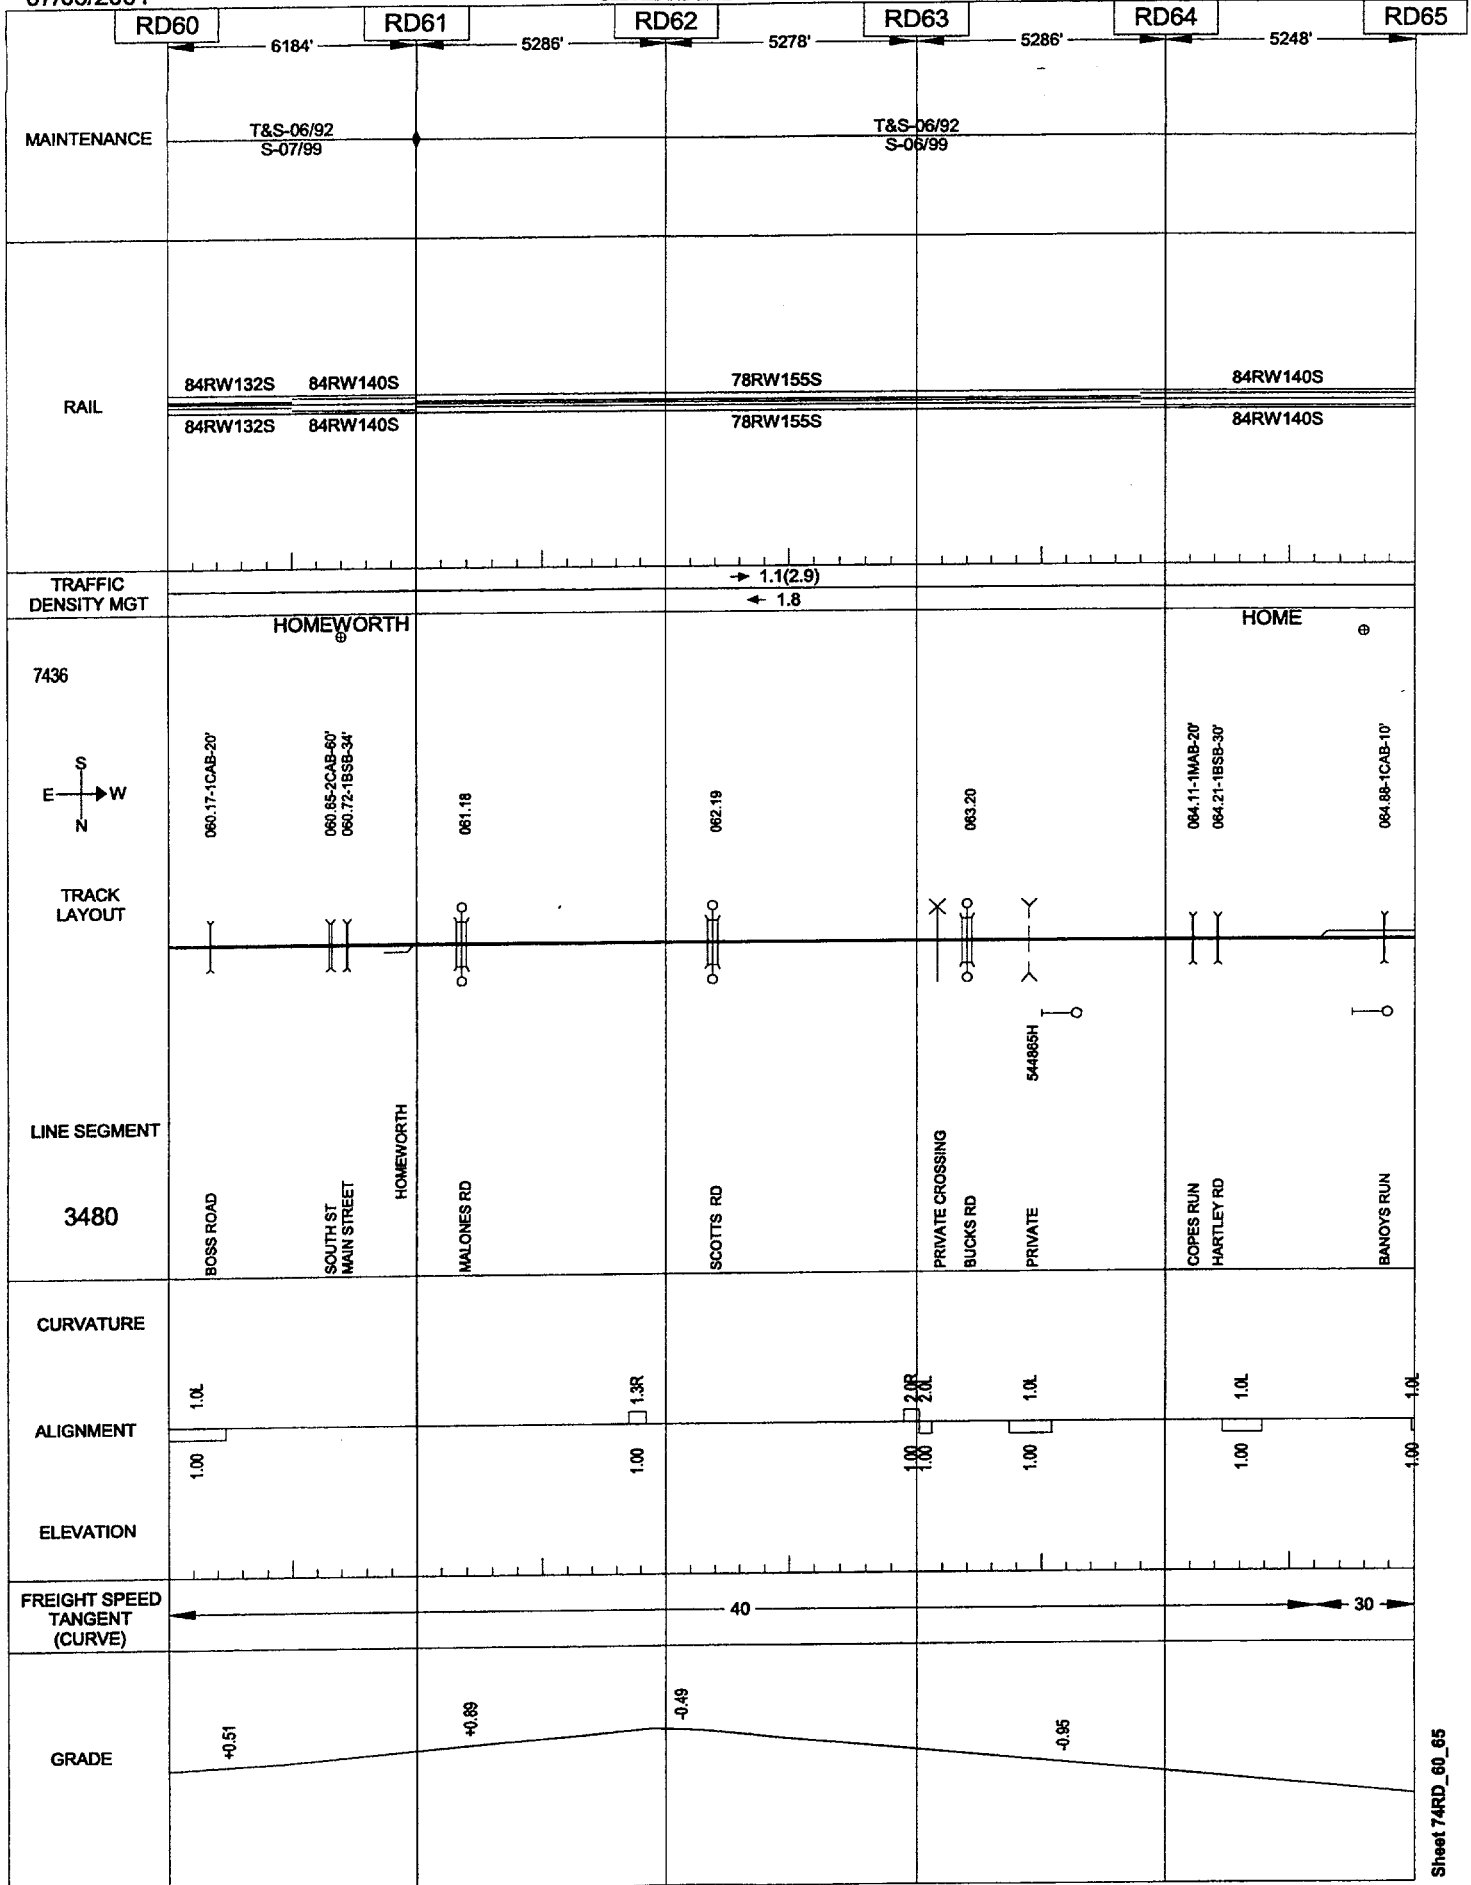 RD60 RD61 RD62 RD63 RD64 RD65
6184' 5286' 5278' 5286' 5248'
MAINTENANCE
T&S-06/92 T&S-06/92
S-07/99 S-06/99
84RW132S 84RW140S 78RW155S 84RW140S
RAIL
84RW132S 84RW140S 78RW155S 84RW140S
TRAFFIC
DENSITY MGT
1.1(2.9)
1.8
HOMEWORTH HOME
7436
S
E W
N
060.17-1CAB-20'
060.65-2CAB-60'
060.72-1BSB-34'
061.18
062.19
063.20
064.11-1MAB-20'
064.21-1BSB-30'
064.88-1CAB-10'
TRACK
LAYOUT
544865H
LINE SEGMENT
3480
BOSS ROAD
SOUTH ST
MAIN STREET
HOMEWORTH
MALONES RD
SCOTTS RD
PRIVATE CROSSING
BUCKS RD
PRIVATE
COPES RUN
HARTLEY RD
BANOYS RUN
CURVATURE
1.0L 1.3R 2.0R 2.0L 1.0L 1.0L 1.0L
ALIGNMENT
1.00 1.00 1.00 1.00 1.00 1.00 1.00
ELEVATION
FREIGHT SPEED
TANGENT
(CURVE)
40 30
GRADE
+0.51 +0.89 -0.49 -0.95
Sheet 74RD_60_65